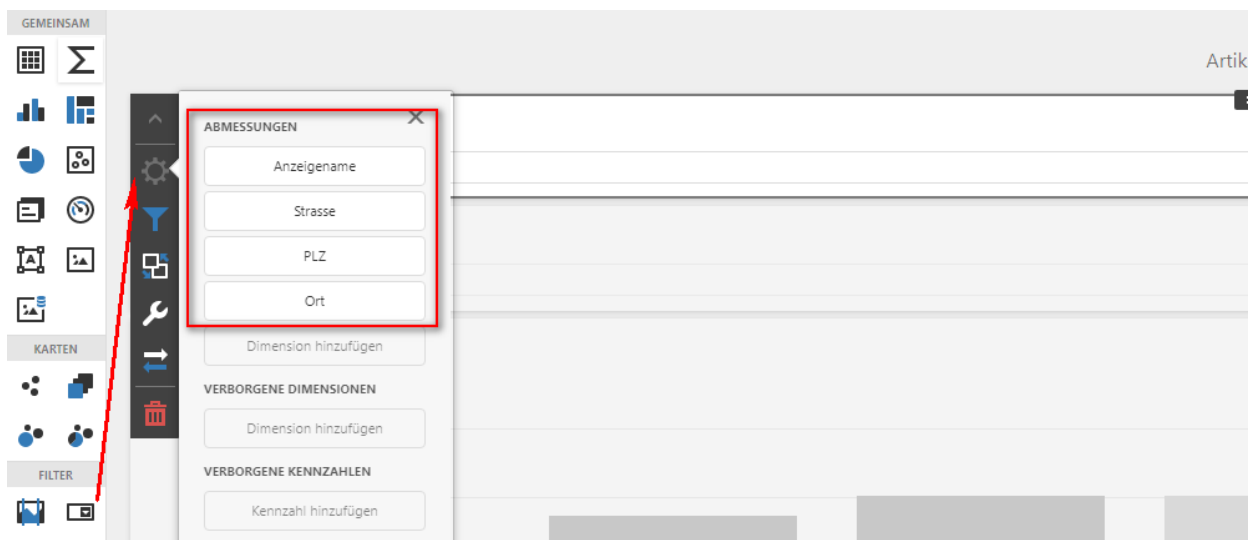 GEMEINSAM
Artik
ABMESSUNGEN
Anzeigename
Strasse
PLZ
Ort
Dimension hinzufügen
KARTEN
VERBORGENE DIMENSIONEN
Dimension hinzufügen
VERBORGENE KENNZAHLEN
FILTER
Kennzahl hinzufügen